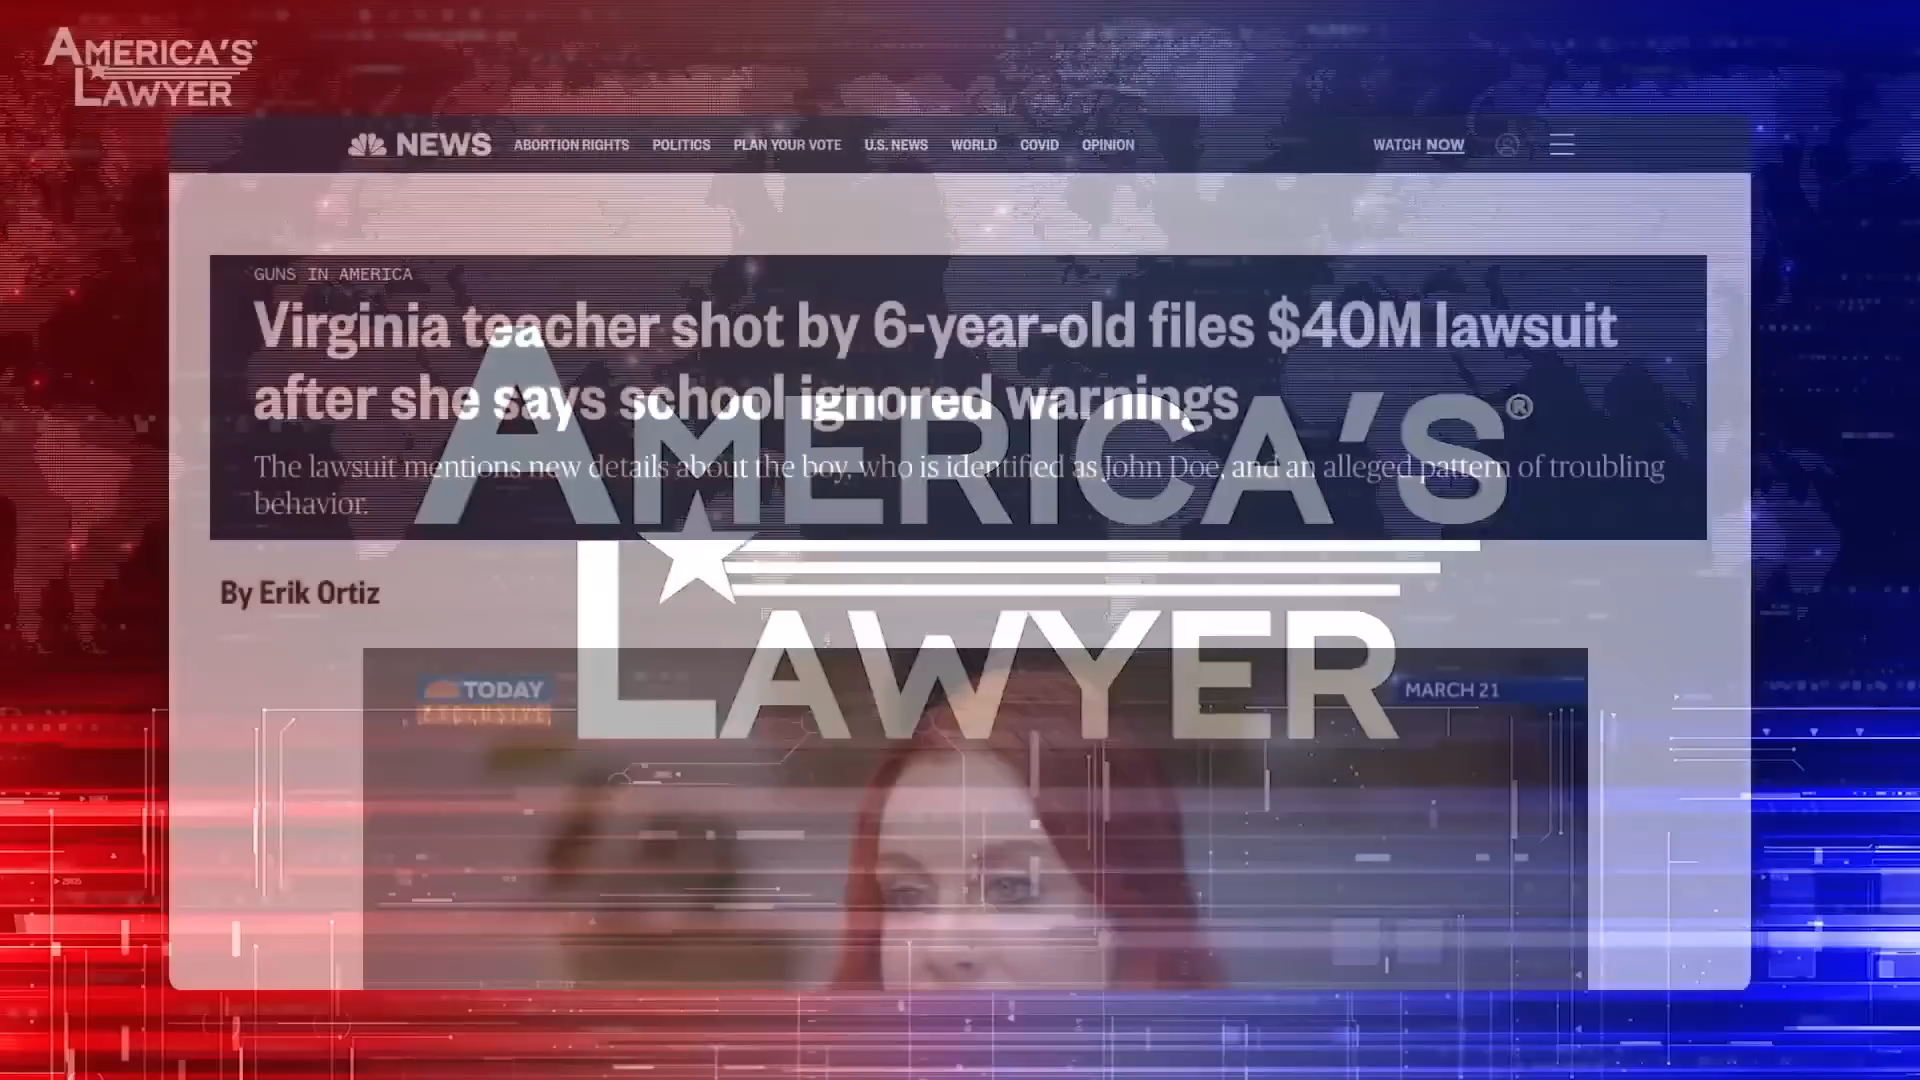 AMERICA'S
LAWYER
NEWS ABORTION RIGHTS POLITICS PLAN YOUR VOTE U.S. NEWS WORLD COVID OPINION WATCH NOW
GUNS IN AMERICA
Virginia teacher shot by 6-year-old files $40M lawsuit
after she says school ignored warnings
The lawsuit mentions new details about the boy, who is identified as John Doe, and an alleged pattern of troubling
behavior.
AMERICA'S®
LAWYER
By Erik Ortiz
TODAY
EXCLUSIVE
MARCH 21